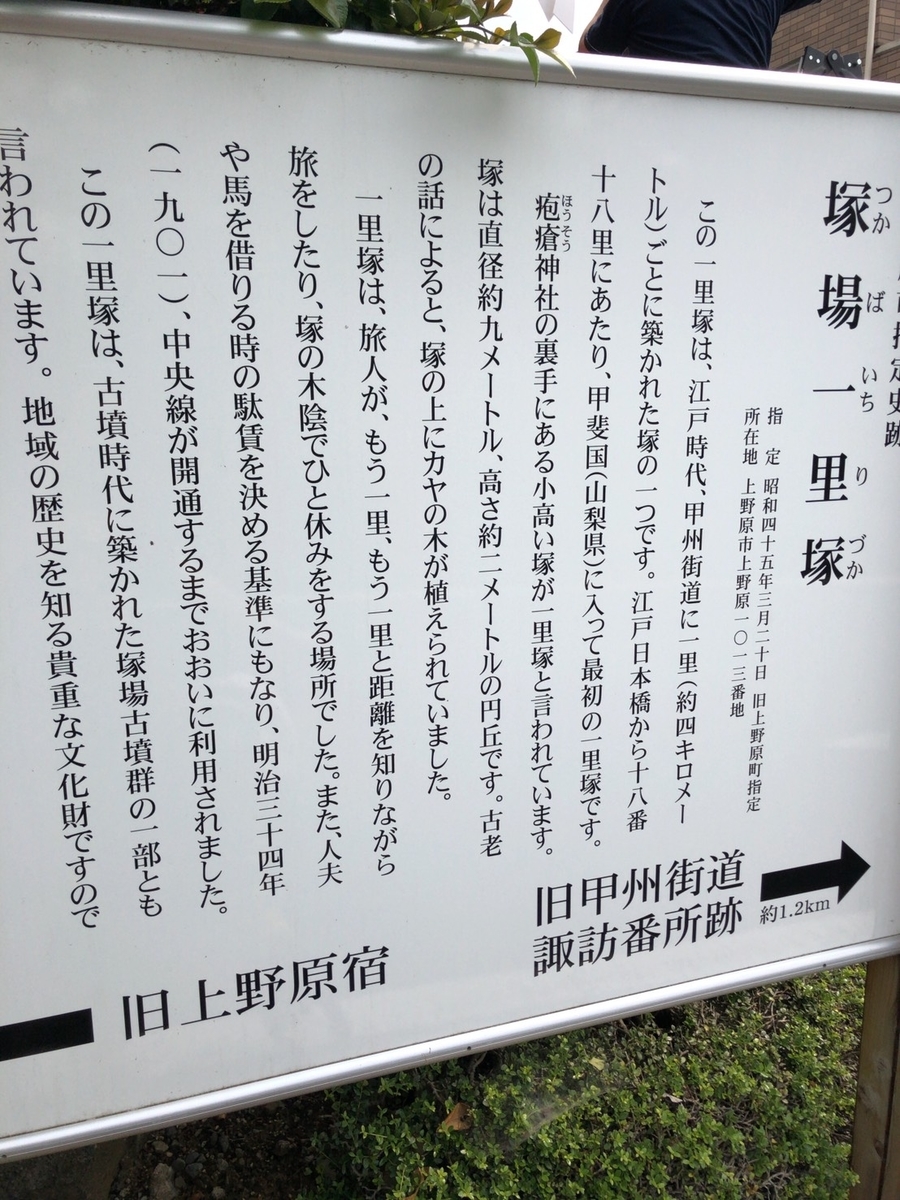 市指定史跡
塚場一里塚
つかばいちりづか
指　定　昭和四十五年三月二十日　旧上野原町指定
所在地　上野原市上野原一〇一三番地
この一里塚は、江戸時代、甲州街道に一里（約四キロメー
トル）ごとに築かれた塚の一つです。江戸日本橋から十八番
十八里にあたり、甲斐国（山梨県）に入って最初の一里塚です。
疱瘡神社の裏手にある小高い塚が一里塚と言われています。
ほうそう
塚は直径約九メートル、高さ約二メートルの円丘です。古老
の話によると、塚の上にカヤの木が植えられていました。
一里塚は、旅人が、もう一里、もう一里と距離を知りながら
旅をしたり、塚の木陰でひと休みをする場所でした。また、人夫
や馬を借りる時の駄賃を決める基準にもなり、明治三十四年
（一九〇一）、中央線が開通するまでおおいに利用されました。
この一里塚は、古墳時代に築かれた塚場古墳群の一部とも
言われています。地域の歴史を知る貴重な文化財ですので
旧甲州街道
諏訪番所跡
約1.2km
旧上野原宿